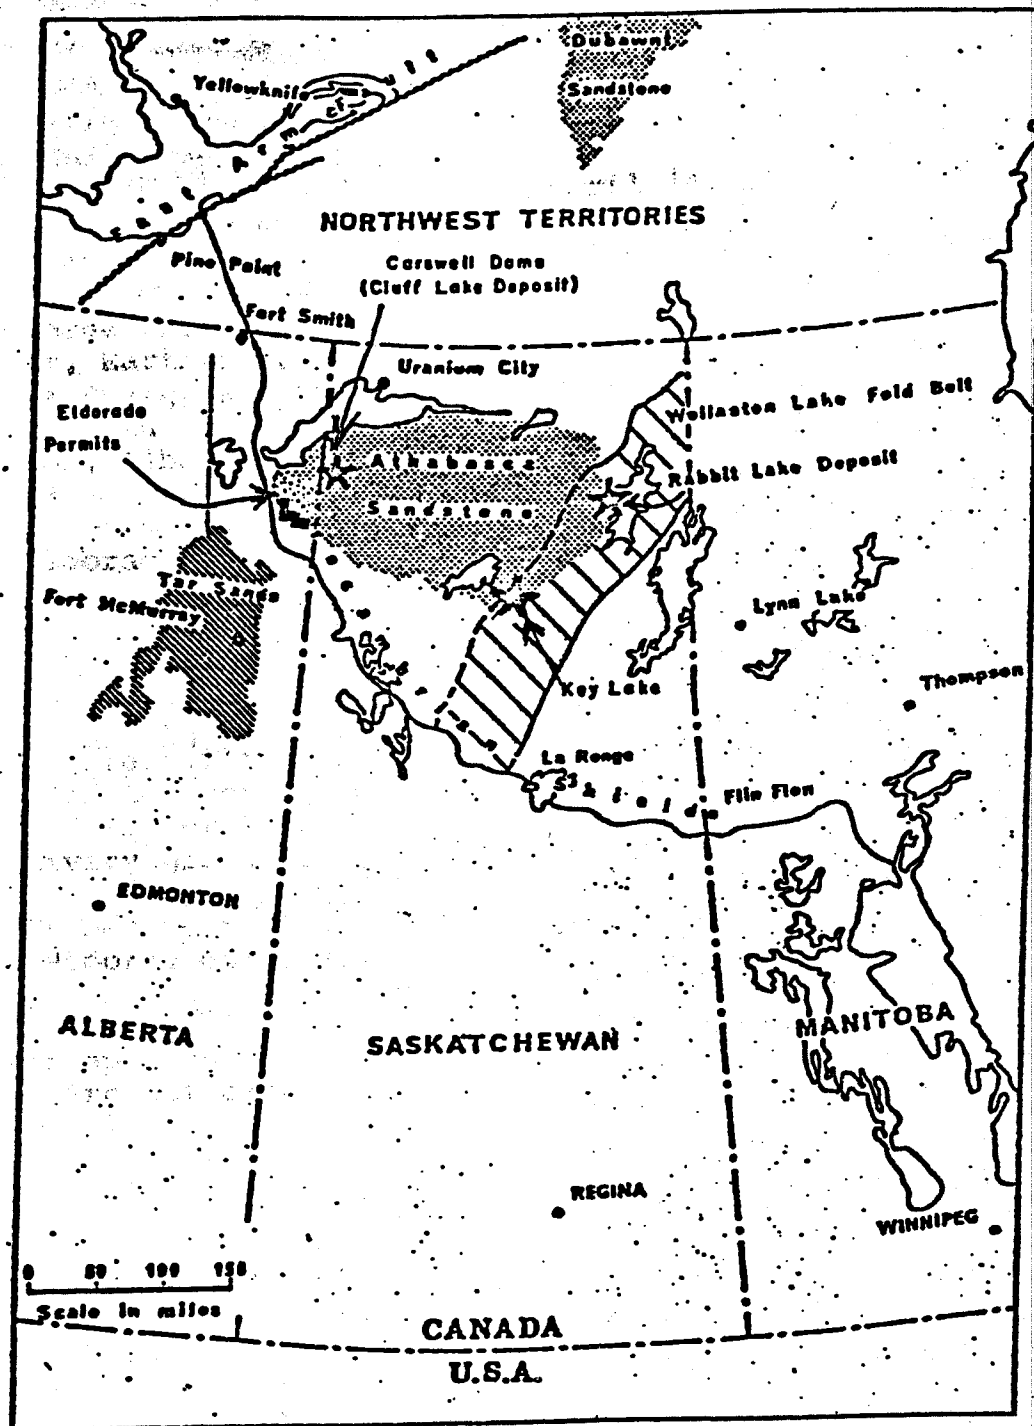 Dubawnt
Sandstone
Yellowknife
East Arm of Fault
NORTHWEST TERRITORIES
Pine Point
Carswell Dome
(Cluff Lake Deposit)
Fort Smith
Uranium City
Eldorado
Permits
Wollaston Lake Fold Belt
Athabasca
Sandstone
Rabbit Lake Deposit
Tar Sands
Fort McMurray
Lynn Lake
Thompson
Key Lake
La Ronge
Shield
Flin Flon
EDMONTON
ALBERTA
SASKATCHEWAN
MANITOBA
REGINA
WINNIPEG
0 50 100 150
Scale in miles
CANADA
U.S.A.